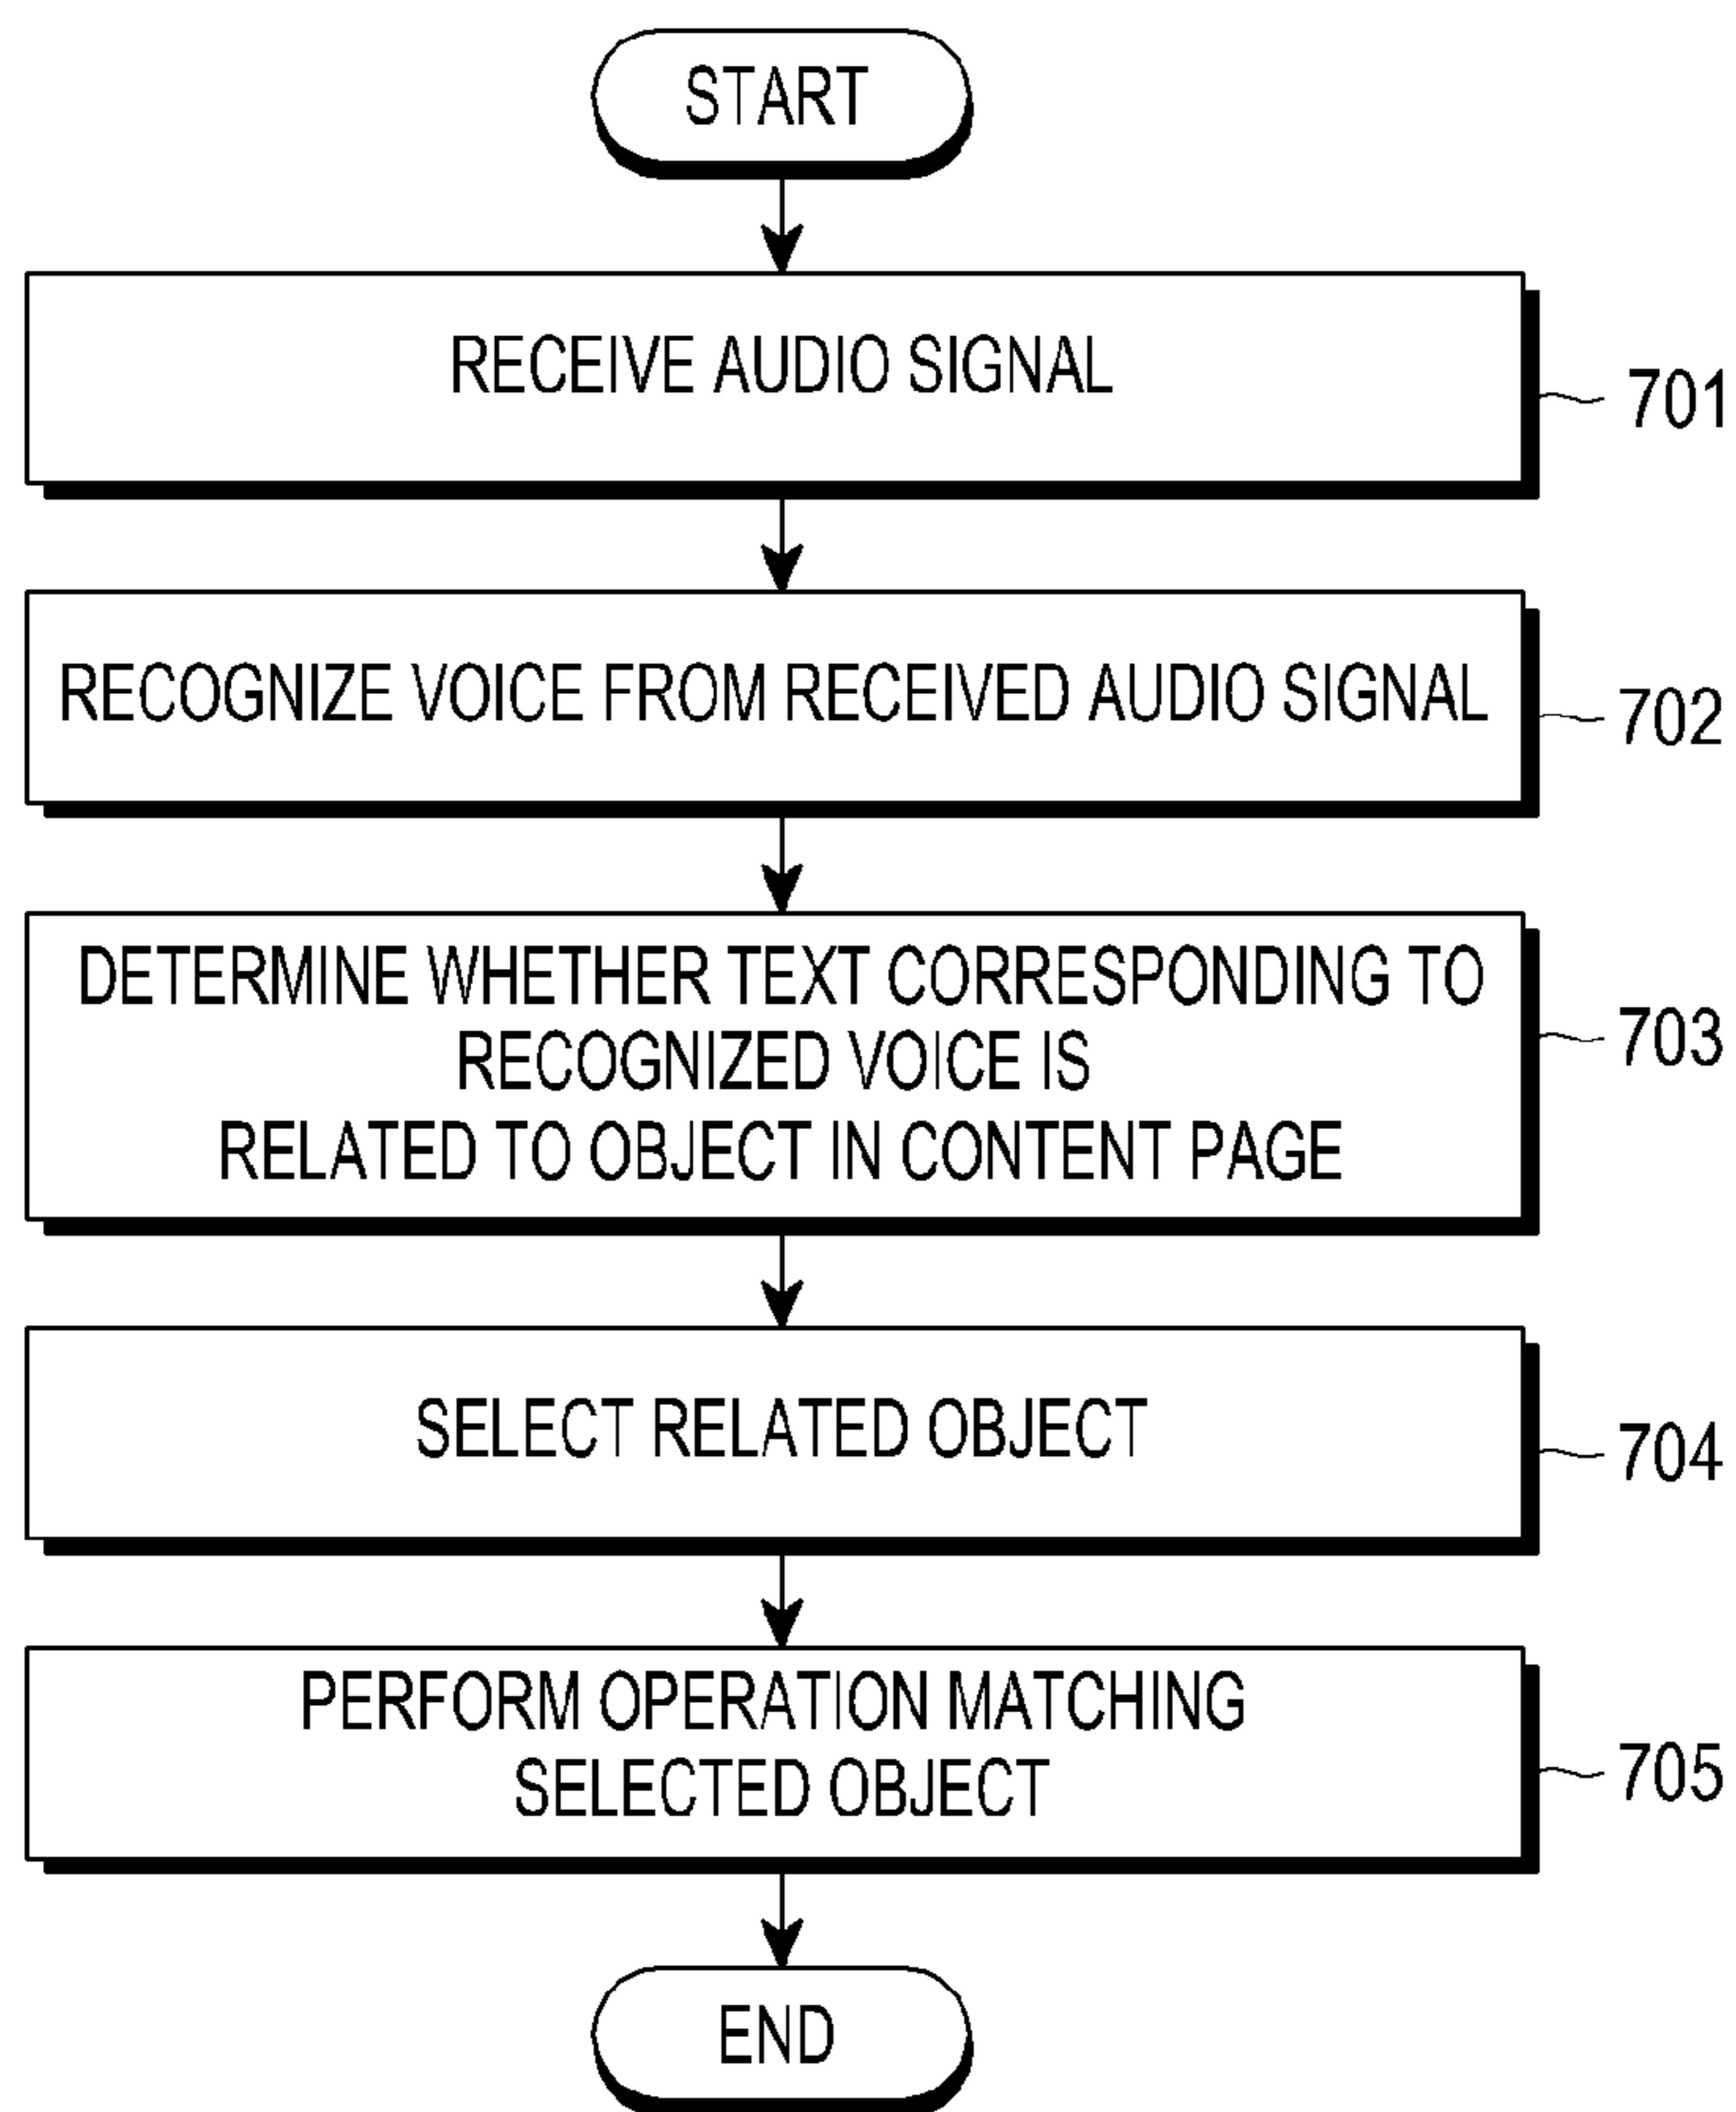 START
RECEIVE AUDIO SIGNAL
701
RECOGNIZE VOICE FROM RECEIVED AUDIO SIGNAL
702
DETERMINE WHETHER TEXT CORRESPONDING TO
RECOGNIZED VOICE IS
RELATED TO OBJECT IN CONTENT PAGE
703
SELECT RELATED OBJECT
704
PERFORM OPERATION MATCHING
SELECTED OBJECT
705
END